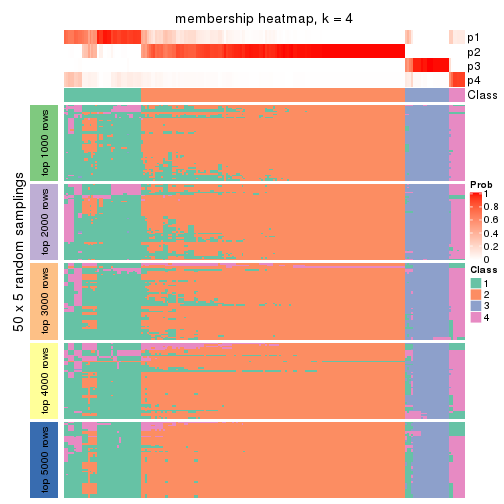 membership heatmap, k = 4
p1
p2
p3
p4
Class
50 x 5 random samplings
top 1000 rows
top 2000 rows
top 3000 rows
top 4000 rows
top 5000 rows
Prob
1
0.8
0.6
0.4
0.2
0
Class
1
2
3
4